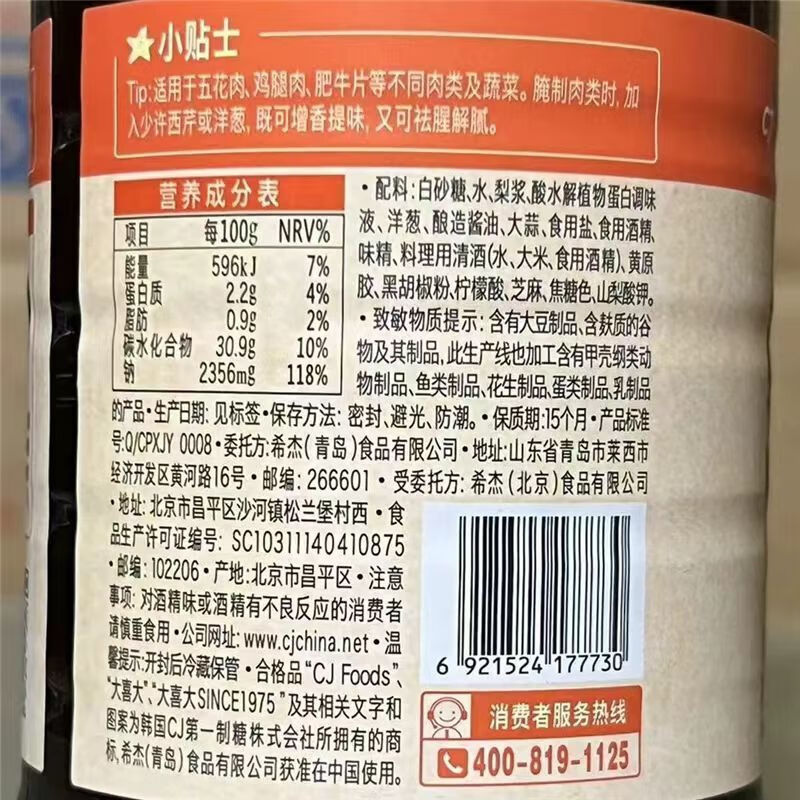 小贴士
Tip:适用于五花肉、鸡腿肉、肥牛片等不同肉类及蔬菜。腌制肉类时,加
入少许西芹或洋葱,既可增香提味,又可祛腥解腻。
营养成分表
项目 每100g NRV%
能量 596kJ 7%
蛋白质 2.2g 4%
脂肪 0.9g 2%
碳水化合物 30.9g 10%
钠 2356mg 118%
·配料:白砂糖、水、梨浆、酸水解植物蛋白调味
液、洋葱、酿造酱油、大蒜、食用盐、食用酒精、
味精、料理用清酒(水、大米、食用酒精)、黄原
胶、黑胡椒粉、柠檬酸、芝麻、焦糖色、山梨酸钾。
·致敏物质提示:含有大豆制品、含麸质的谷
物及其制品,此生产线也加工含有甲壳纲类动
物制品、鱼类制品、花生制品、蛋类制品、乳制品
的产品·生产日期:见标签·保存方法:密封、避光、防潮。·保质期:15个月·产品标准
号:Q/CPXJY 0008·委托方:希杰(青岛)食品有限公司·地址:山东省青岛市莱西市
经济开发区黄河路16号·邮编:266601·受委托方:希杰(北京)食品有限公司
·地址:北京市昌平区沙河镇松兰堡村西·食
品生产许可证编号:SC10311140410875
·邮编:102206·产地:北京市昌平区·注意
事项:对酒精味或酒精有不良反应的消费者
请慎重食用·公司网址:www.cjchina.net·温
馨提示:开封后冷藏保管·合格品“CJ Foods”、
“大喜大”、“大喜大SINCE1975”及其相关文字和
图案为韩国CJ第一制糖株式会社所拥有的商
标,希杰(青岛)食品有限公司获准在中国使用。
6 921524 177730
消费者服务热线
400-819-1125